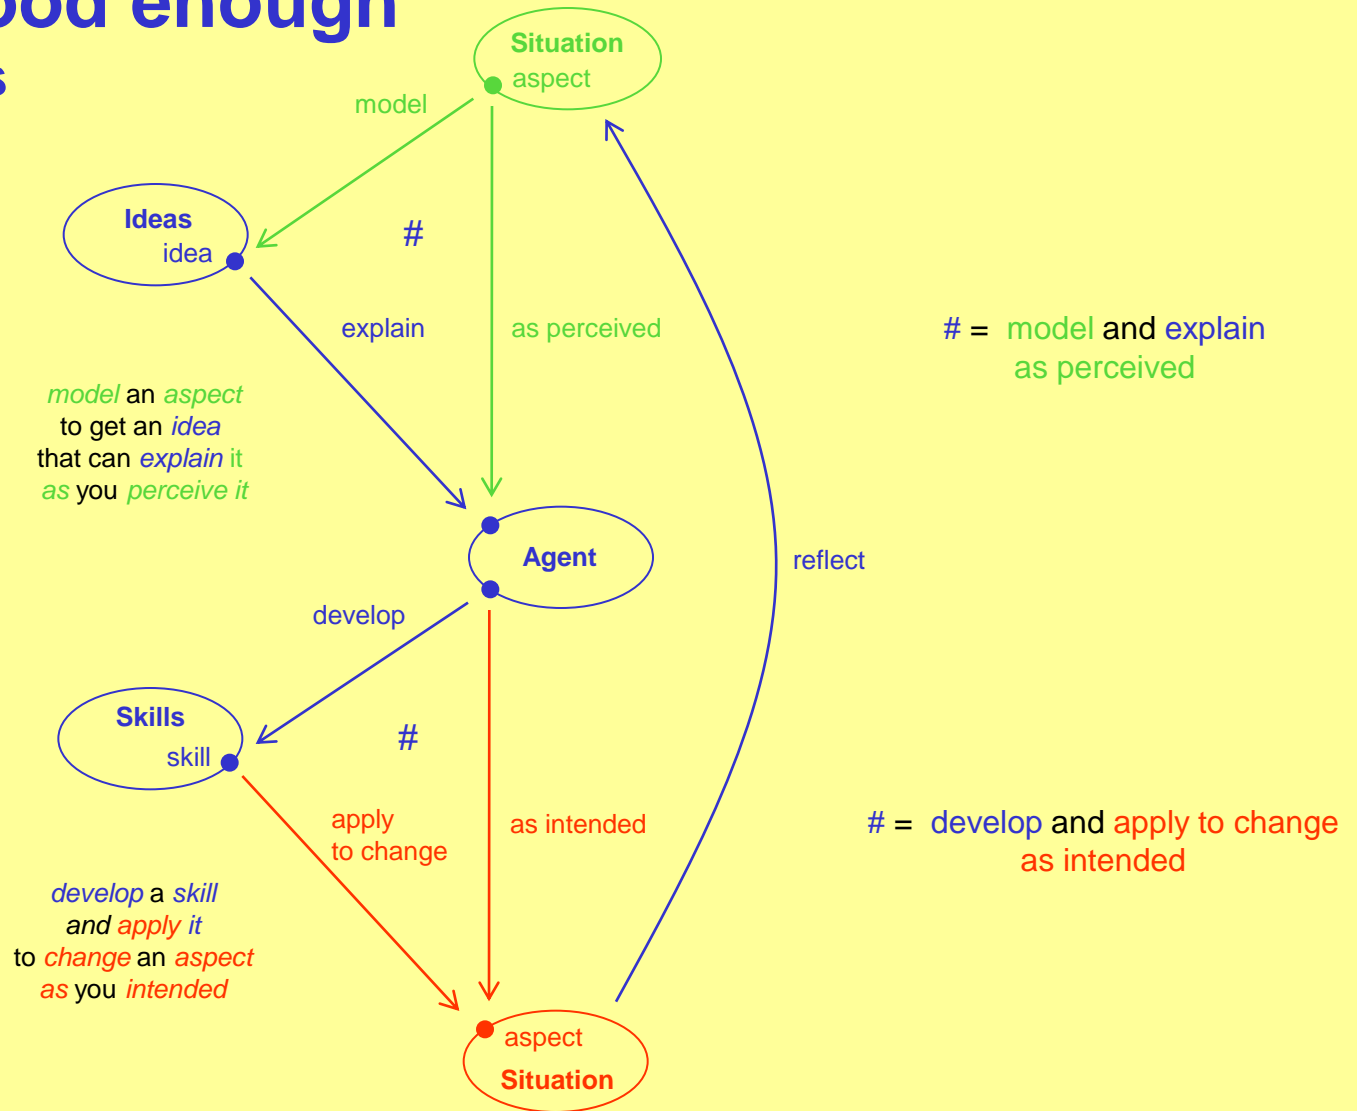 enough
Situation
aspect
model
Ideas
idea
#
explain
as perceived
# = model and explain
as perceived
model an aspect
to get an idea
that can explain it
as you perceive it
Agent
reflect
develop
Skills
skill
#
apply
to change
as intended
# = develop and apply to change
as intended
develop a skill
and apply it
to change an aspect
as you intended
aspect
Situation